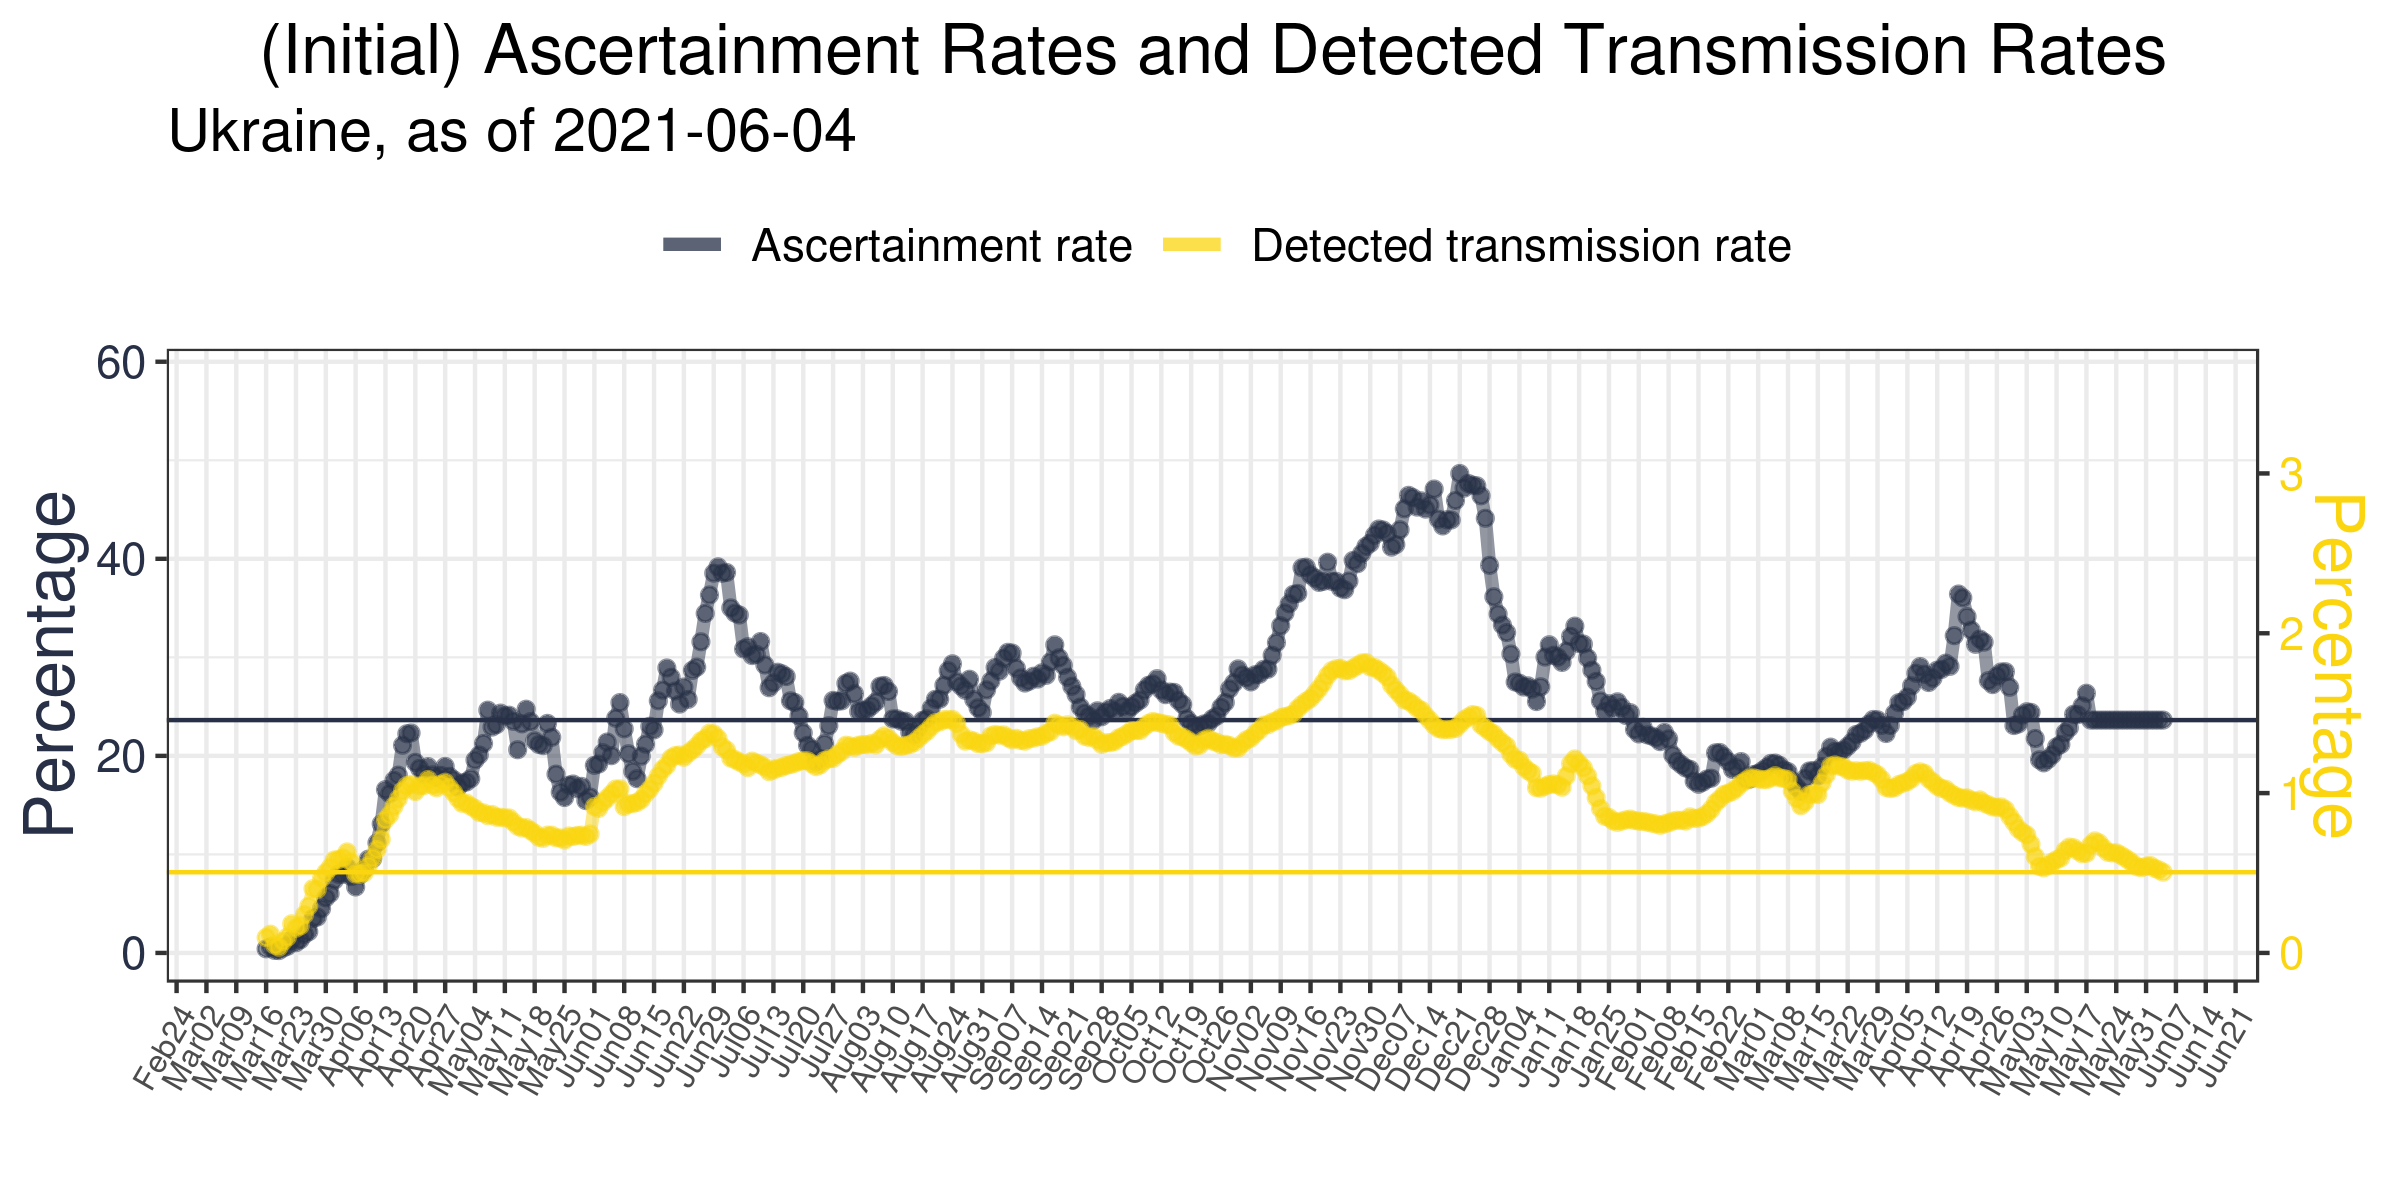 (Initial) Ascertainment Rates and Detected Transmission Rates
Ukraine, as of 2021-06-04
Ascertainment rate Detected transmission rate
Percentage
60
40
20
0
3
2
1
0
Percentage
Feb24 Mar02 Mar09 Mar16 Mar23 Mar30 Apr06 Apr13 Apr20 Apr27 May04 May11 May18 May25 Jun01 Jun08 Jun15 Jun22 Jun29 Jul06 Jul13 Jul20 Jul27 Aug03 Aug10 Aug17 Aug24 Aug31 Sep07 Sep14 Sep21 Sep28 Oct05 Oct12 Oct19 Oct26 Nov02 Nov09 Nov16 Nov23 Nov30 Dec07 Dec14 Dec21 Dec28 Jan04 Jan11 Jan18 Jan25 Feb01 Feb08 Feb15 Feb22 Mar01 Mar08 Mar15 Mar22 Mar29 Apr05 Apr12 Apr19 Apr26 May03 May10 May17 May24 May31 Jun07 Jun14 Jun21